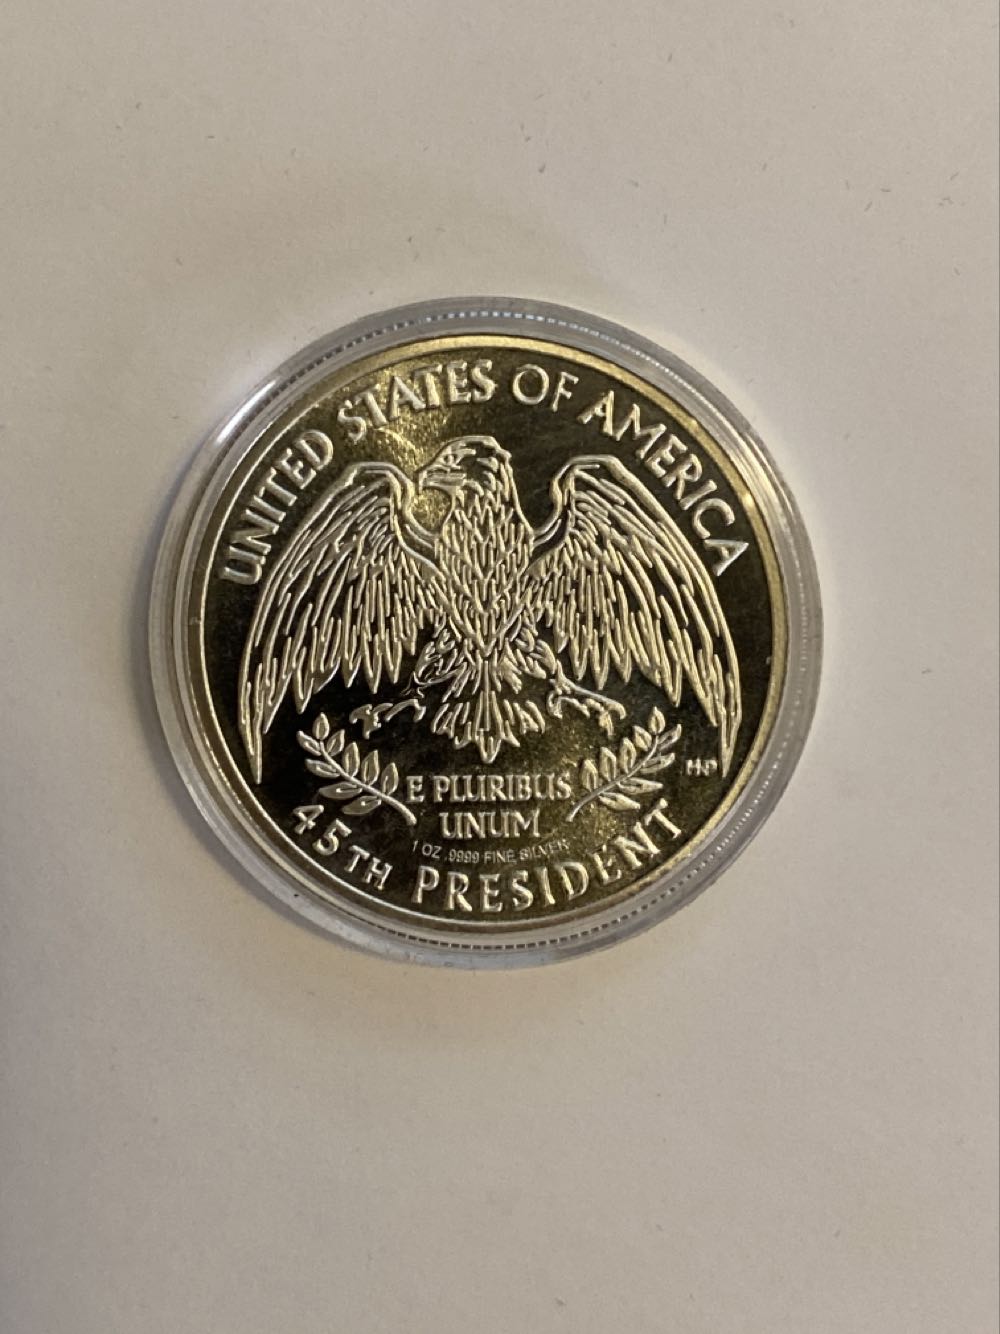 UNITED STATES OF AMERICA
E PLURIBUS
UNUM
1 OZ .9999 FINE SILVER
45TH PRESIDENT